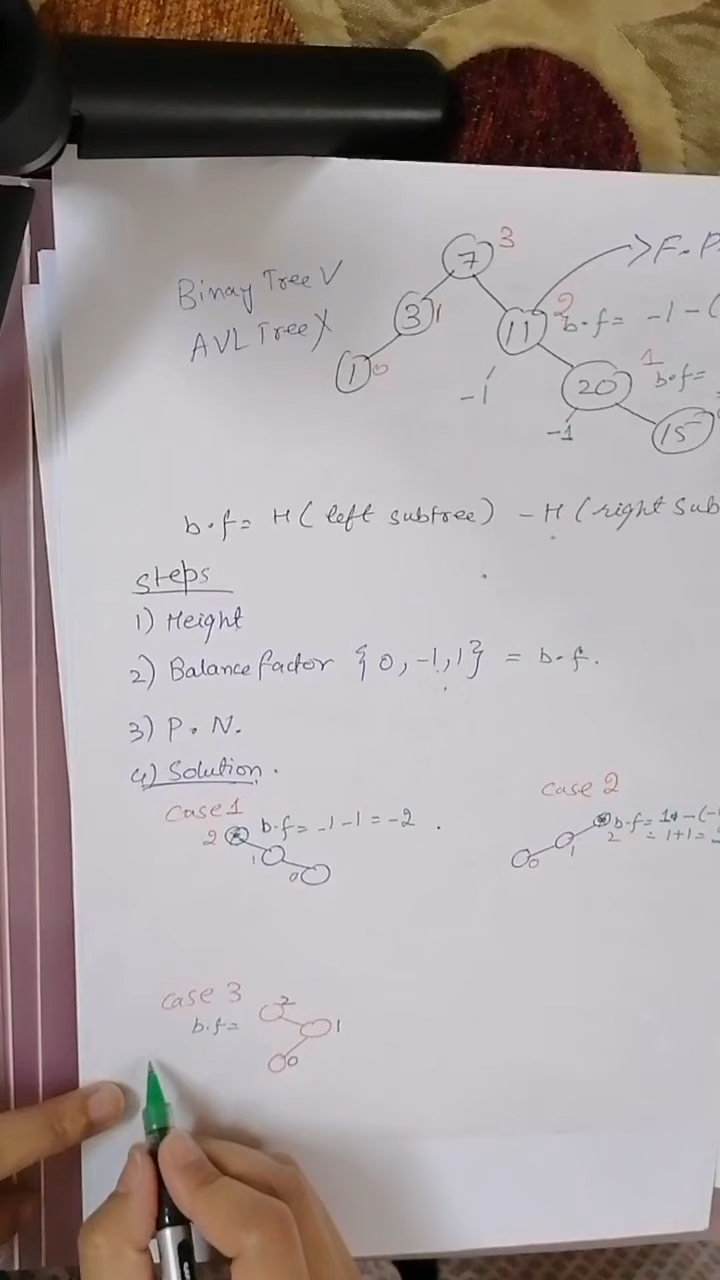 Binay Tree V
AVL Tree X
7 3
3 1
1 0
11 2
F.P
b.f = -1 -
-1
20 1
b.f =
-1
15
b.f = H (left subtree) - H (right sub
steps
1) Height
2) Balance factor {0, -1, 1} = b.f.
3) P. N.
4) Solution.
Case 1
2 b.f = -1 -1 = -2 .
1
0
Case 2
b.f = 1 - (-1
2 = 1+1 =
1
0
Case 3
2
b.f =
1
0